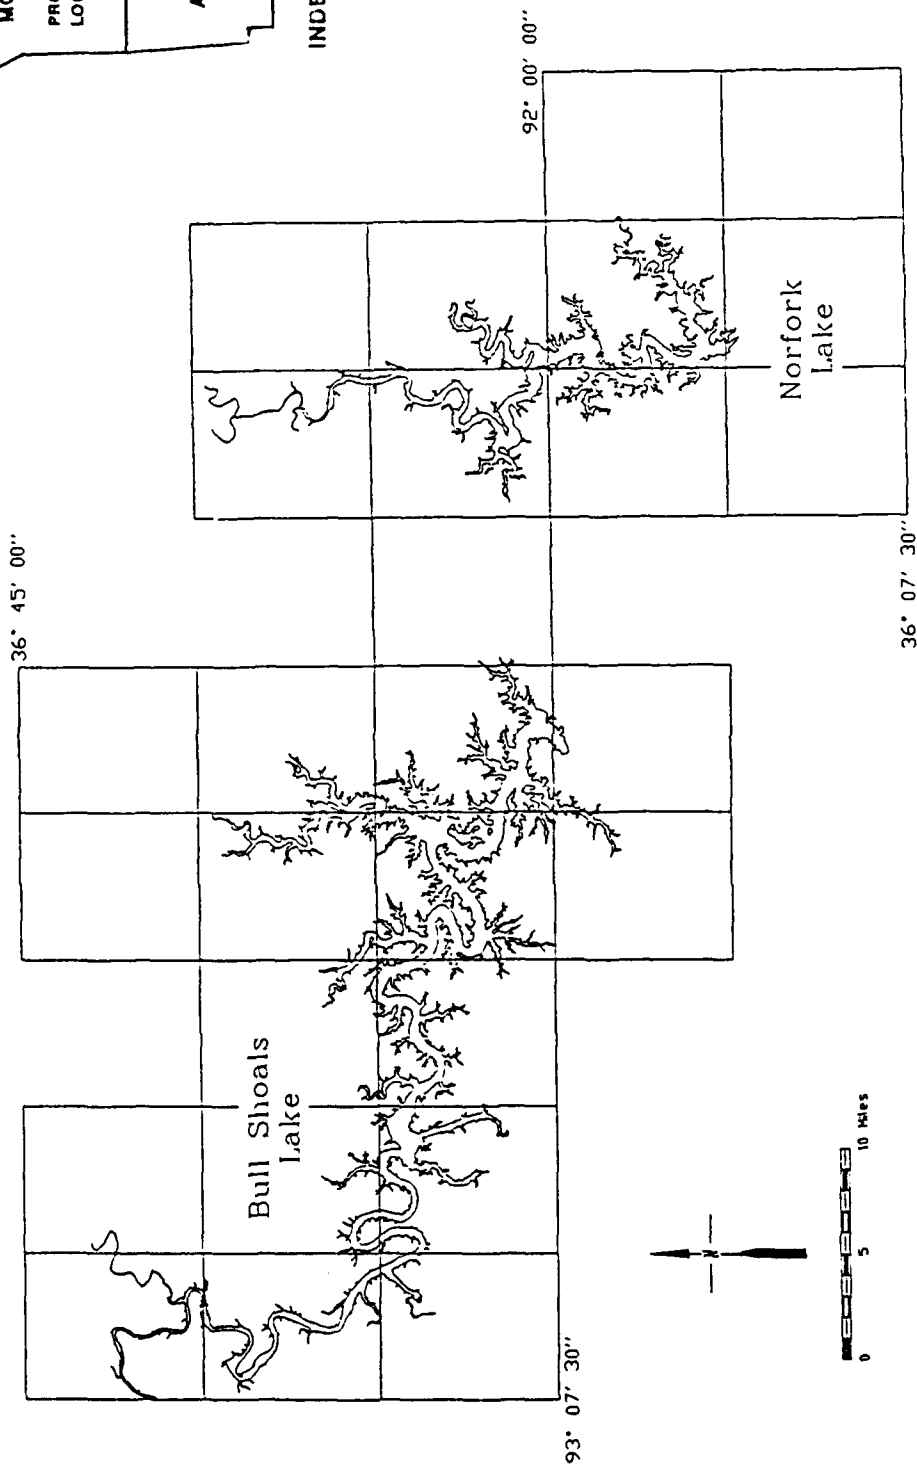 MO
PRO
LOC
A
INDE
92° 00' 00"
36° 45' 00"
Norfork
Lake
Bull Shoals
Lake
36° 07' 30"
93° 07' 30"
N
0
5
10 Miles